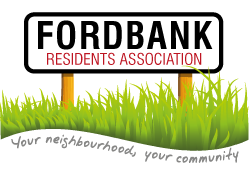 FORDBANK
RESIDENTS ASSOCIATION
Your neighbourhood, your community